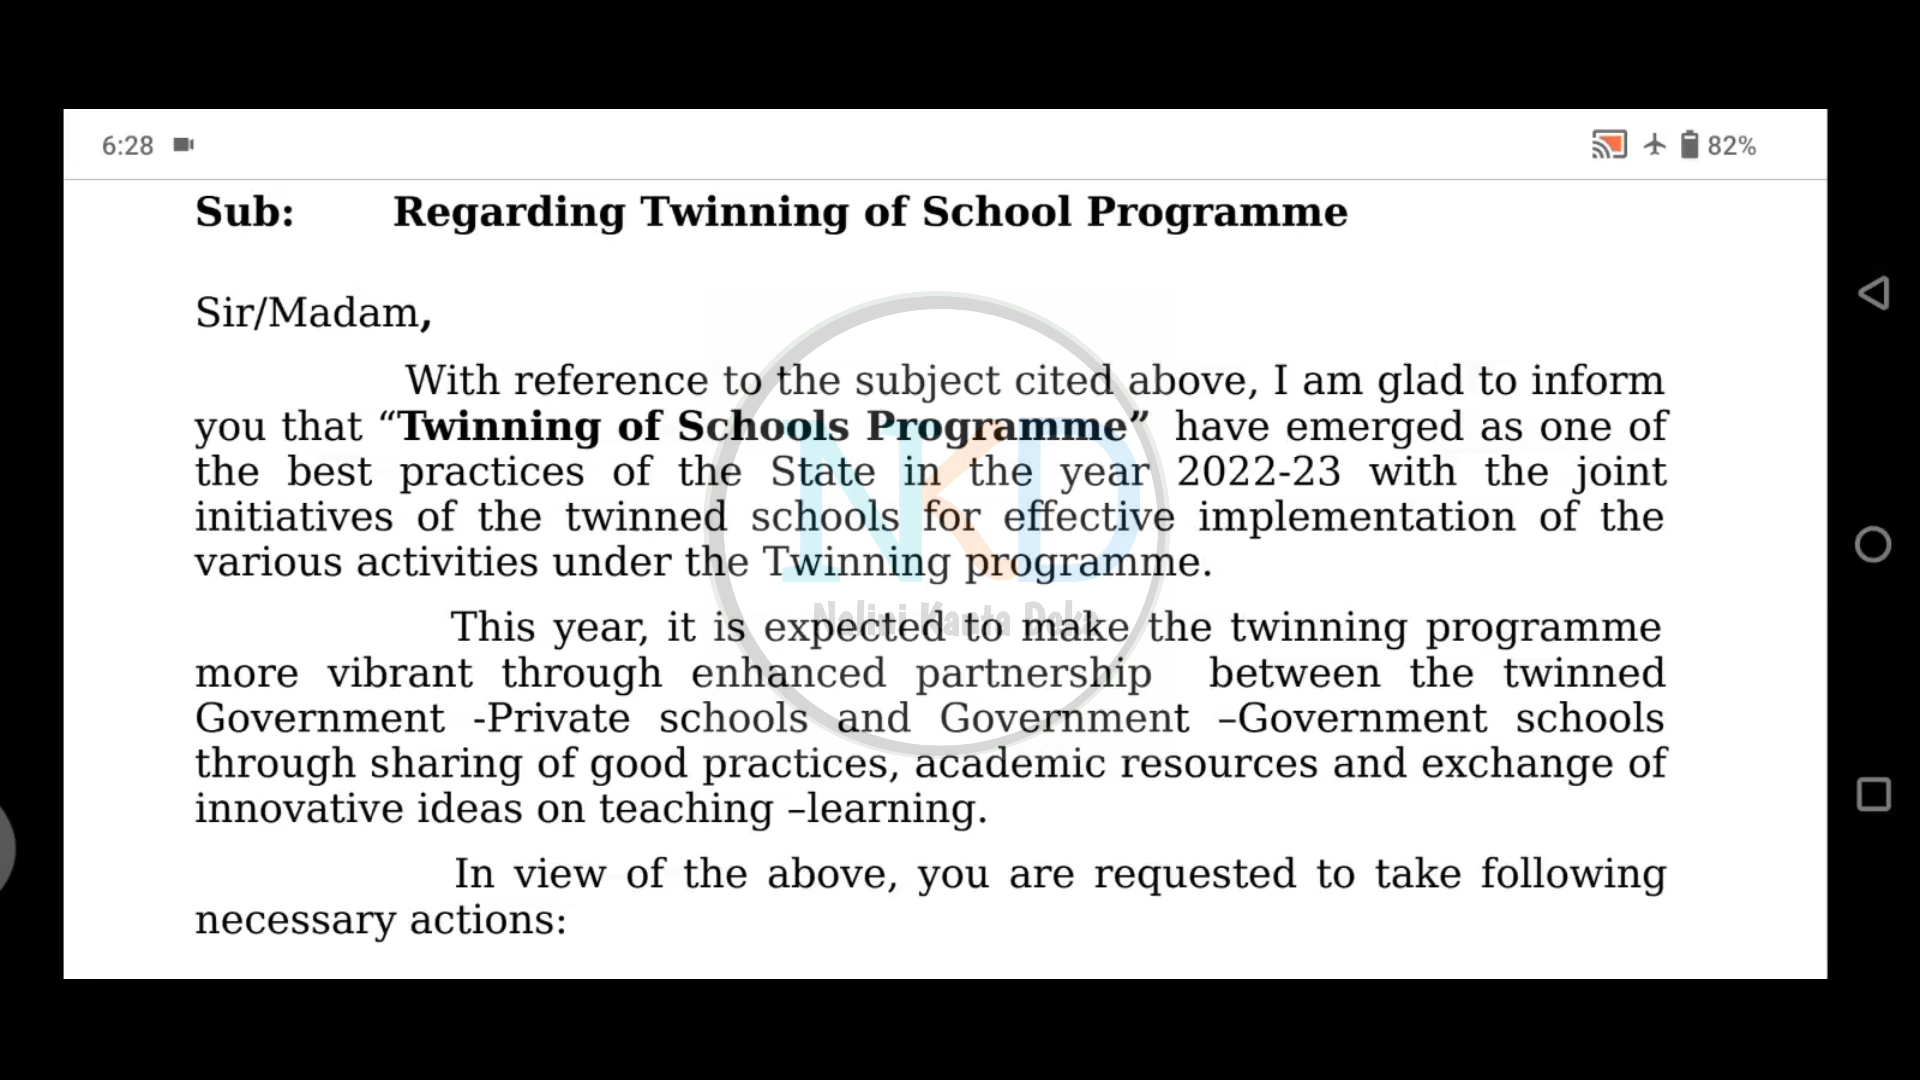 6:28 82%
Sub: Regarding Twinning of School Programme
Sir/Madam,
With reference to the subject cited above, I am glad to inform
you that “Twinning of Schools Programme” have emerged as one of
the best practices of the State in the year 2022-23 with the joint
initiatives of the twinned schools for effective implementation of the
various activities under the Twinning programme.
NKD
Nalini Kanta Deka
This year, it is expected to make the twinning programme
more vibrant through enhanced partnership between the twinned
Government -Private schools and Government –Government schools
through sharing of good practices, academic resources and exchange of
innovative ideas on teaching –learning.
In view of the above, you are requested to take following
necessary actions: